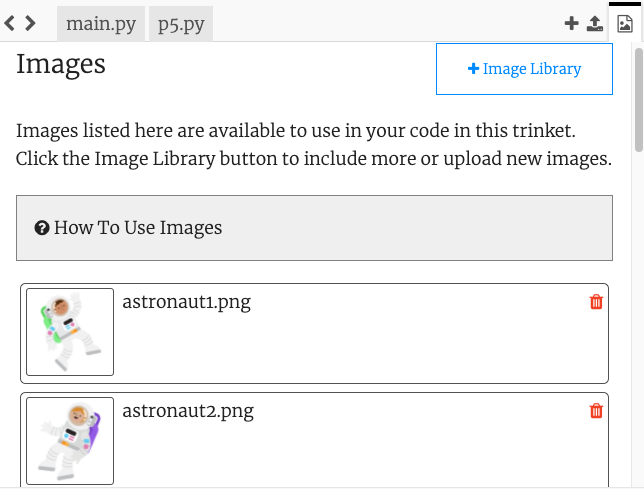 main.py p5.py
Images
Image Library
Images listed here are available to use in your code in this trinket.
Click the Image Library button to include more or upload new images.
How To Use Images
astronaut1.png
astronaut2.png